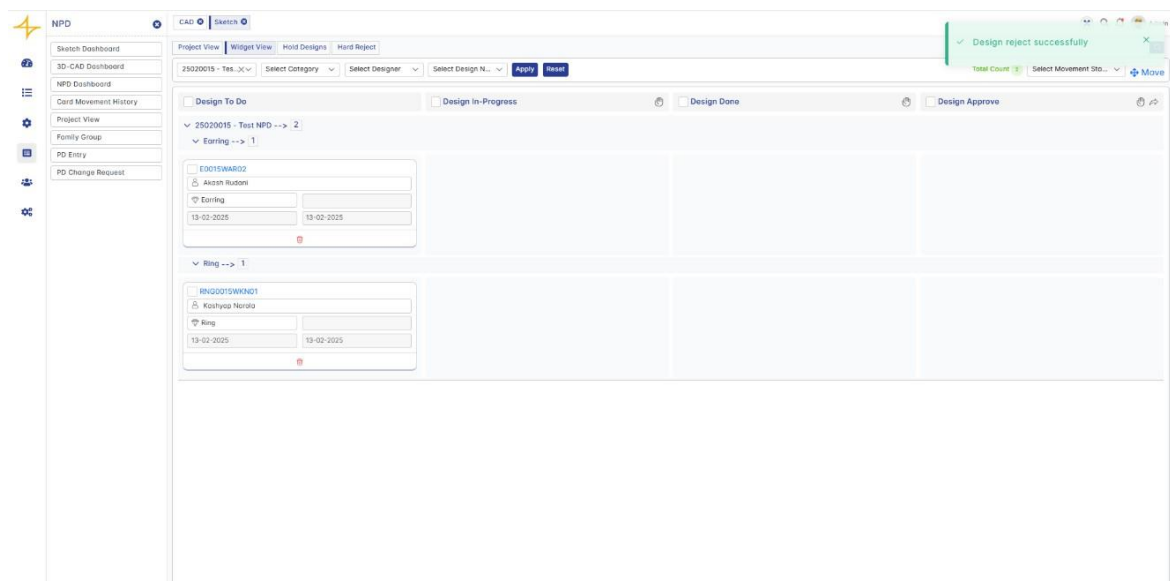 NPD
CAD Sketch
Design reject successfully
Sketch Dashboard
3D-CAD Dashboard
NPD Dashboard
Card Movement History
Project View
Family Group
PD Entry
PD Change Request
Project View Widget View Hold Designs Hard Reject
25020015 - Tes... Select Category Select Designer Select Design N... Apply Reset
Total Count 2 Select Movement Sta... Move
Design To Do Design In-Progress Design Done Design Approve
25020015 - Test NPD --> 2
Earring --> 1
E0015WAR02
Akash Rudani
Earring
13-02-2025 13-02-2025
Ring --> 1
RNG0015WKN01
Kashyap Narola
Ring
13-02-2025 13-02-2025